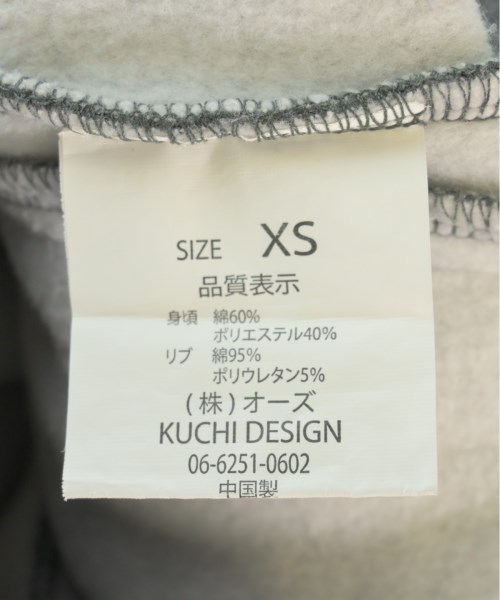 SIZE XS
品質表示
身頃 綿60%
ポリエステル40%
リブ 綿95%
ポリウレタン5%
(株)オーズ
KUCHI DESIGN
06-6251-0602
中国製